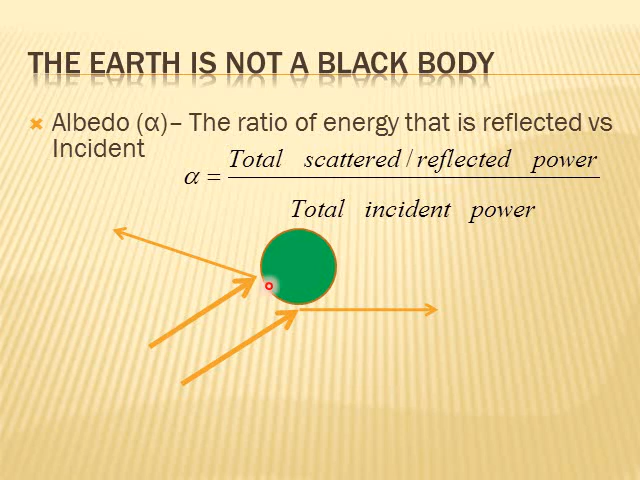 THE EARTH IS NOT A BLACK BODY
Albedo (α)– The ratio of energy that is reflected vs
Incident
α = Total scattered / reflected power
Total incident power